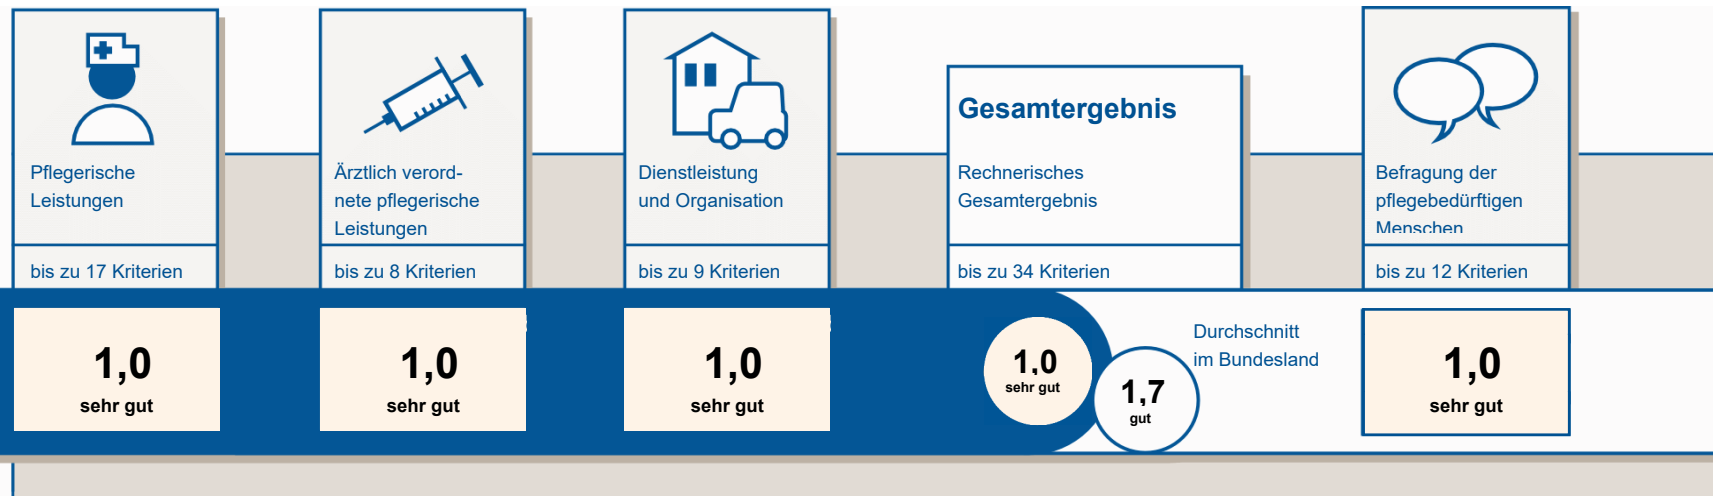 Pflegerische
Leistungen
bis zu 17 Kriterien
1,0
sehr gut
Ärztlich verord-
nete pflegerische
Leistungen
bis zu 8 Kriterien
1,0
sehr gut
Dienstleistung
und Organisation
bis zu 9 Kriterien
1,0
sehr gut
Gesamtergebnis
Rechnerisches
Gesamtergebnis
bis zu 34 Kriterien
1,0
sehr gut
1,7
gut
Durchschnitt
im Bundesland
Befragung der
pflegebedürftigen
Menschen
bis zu 12 Kriterien
1,0
sehr gut